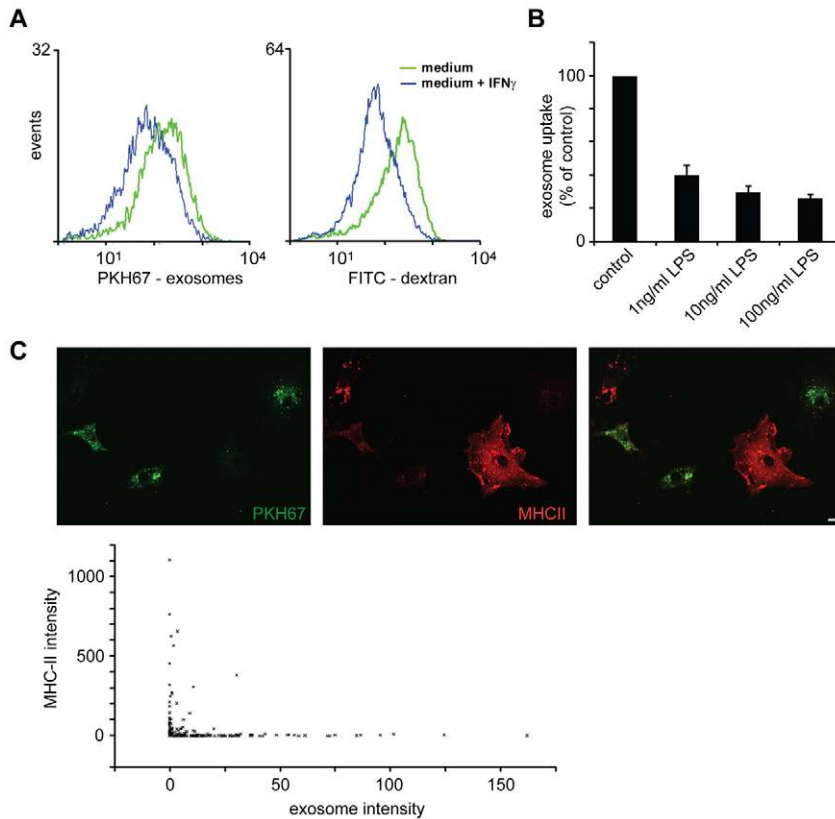 A
32
events
10¹
10⁴
PKH67 - exosomes
64
medium
medium + IFNγ
10¹
10⁴
FITC - dextran
B
exosome uptake
(% of control)
100
0
control
1ng/ml LPS
10ng/ml LPS
100ng/ml LPS
C
PKH67
MHCII
MHC-II intensity
1000
500
0
0
50
100
150
exosome intensity